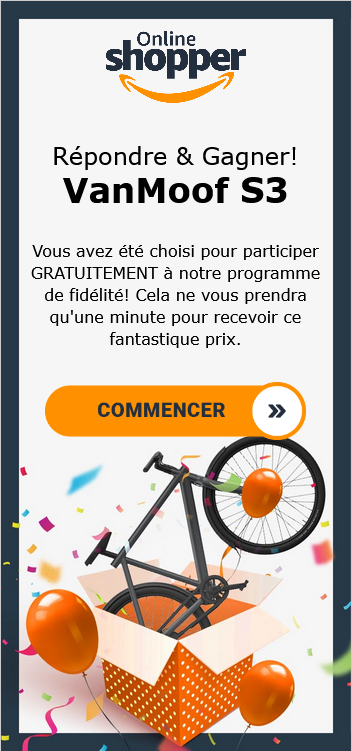 Online
shopper
Répondre & Gagner!
VanMoof S3
Vous avez été choisi pour participer
GRATUITEMENT à notre programme
de fidélité! Cela ne vous prendra
qu'une minute pour recevoir ce
fantastique prix.
COMMENCER